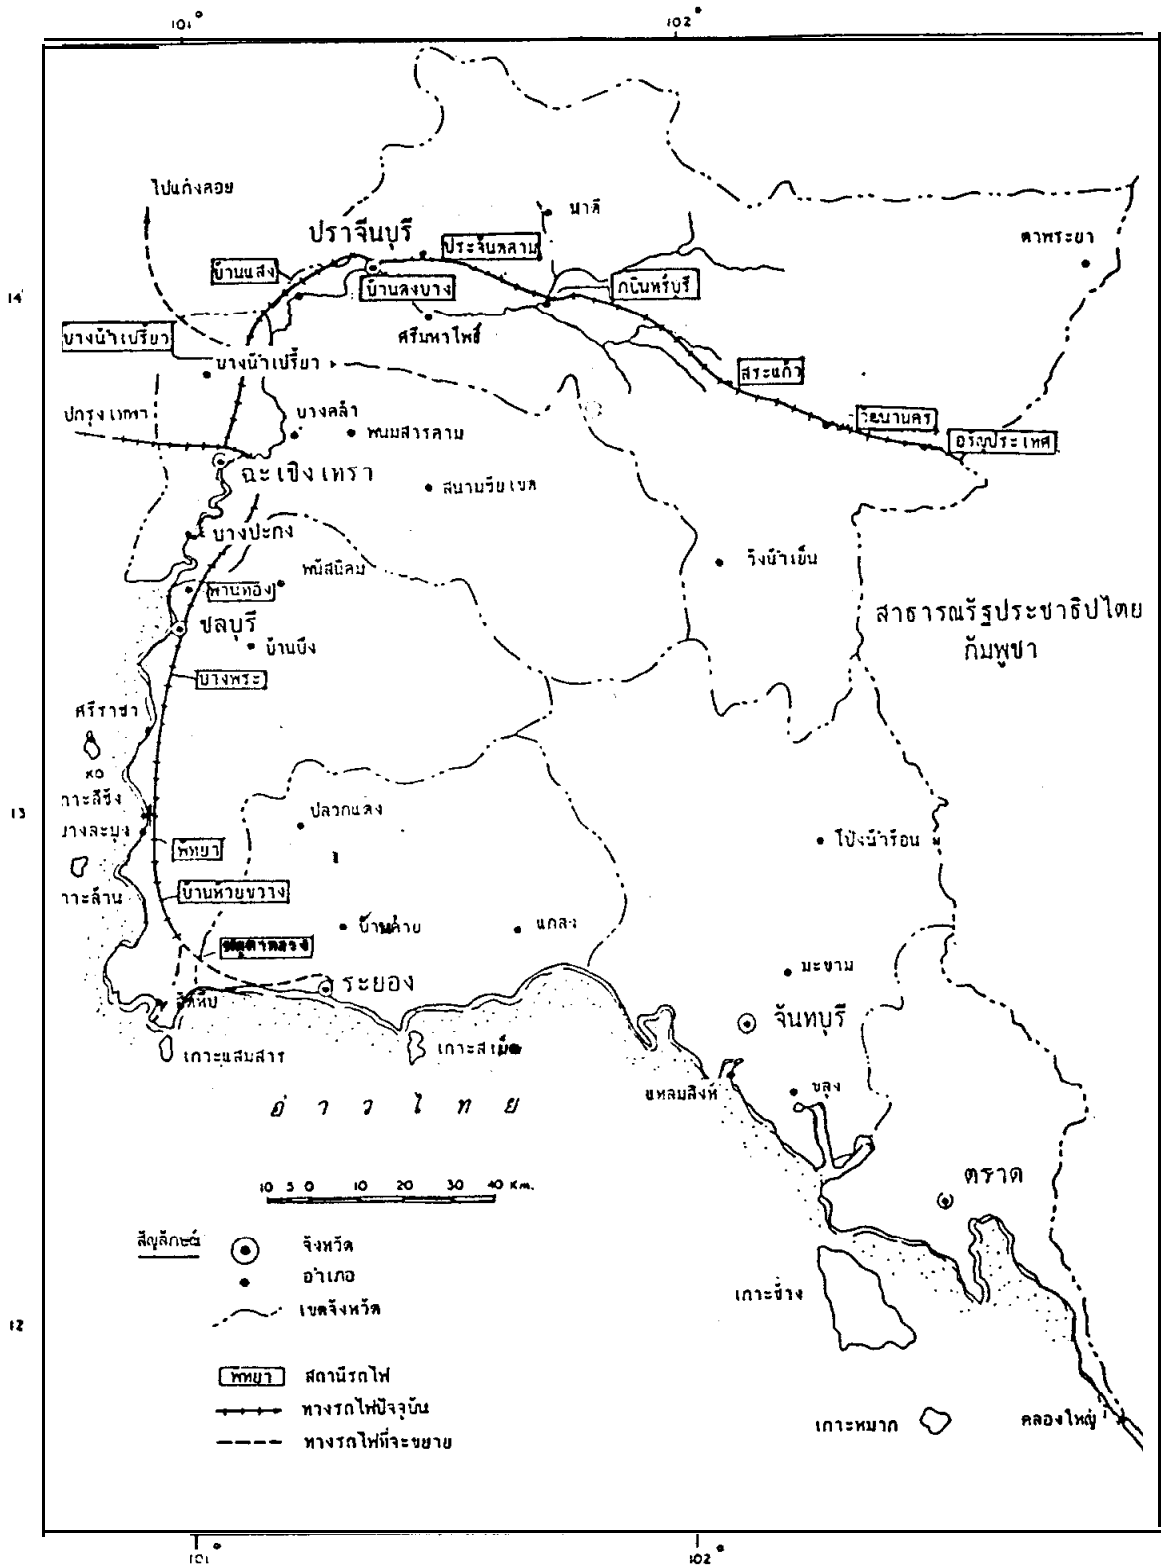 101°
102°
ไปแก่งคอย
ปราจีนบุรี
นาดี
ประจันตคาม
ตาพระยา
บ้านแสง
บ้านดงบาง
กบินทร์บุรี
14
บางน้ำเปรี้ยว
ศรีมหาโพธิ์
บางน้ำเปรี้ยว
สระแก้ว
ไปกรุงเทพฯ
บางคล้า
พนมสารคาม
วัฒนานคร
อรัญประเทศ
ฉะเชิงเทรา
สนามชัยเขต
บางปะกง
วังน้ำเย็น
พนัสนิคม
พานทอง
สาธารณรัฐประชาธิปไตย
กัมพูชา
ชลบุรี
บ้านบึง
บางพระ
ศรีราชา
เกาะสีชัง
13
ปลวกแดง
บางละมุง
โป่งน้ำร้อน
พัทยา
เกาะล้าน
บ้านห้วยขวาง
บ้านค่าย
แกลง
มะขาม
ระยอง
สัตหีบ
จันทบุรี
เกาะแสมสาร
เกาะเสม็ด
แหลมสิงห์
ขลุง
อ่าวไทย
ตราด
10 5 0 10 20 30 40 Km.
สัญลักษณ์
จังหวัด
อำเภอ
เกาะช้าง
เขตจังหวัด
12
พัทยา สถานีรถไฟ
ทางรถไฟปัจจุบัน
เกาะหมาก
คลองใหญ่
ทางรถไฟที่จะขยาย
101°
102°